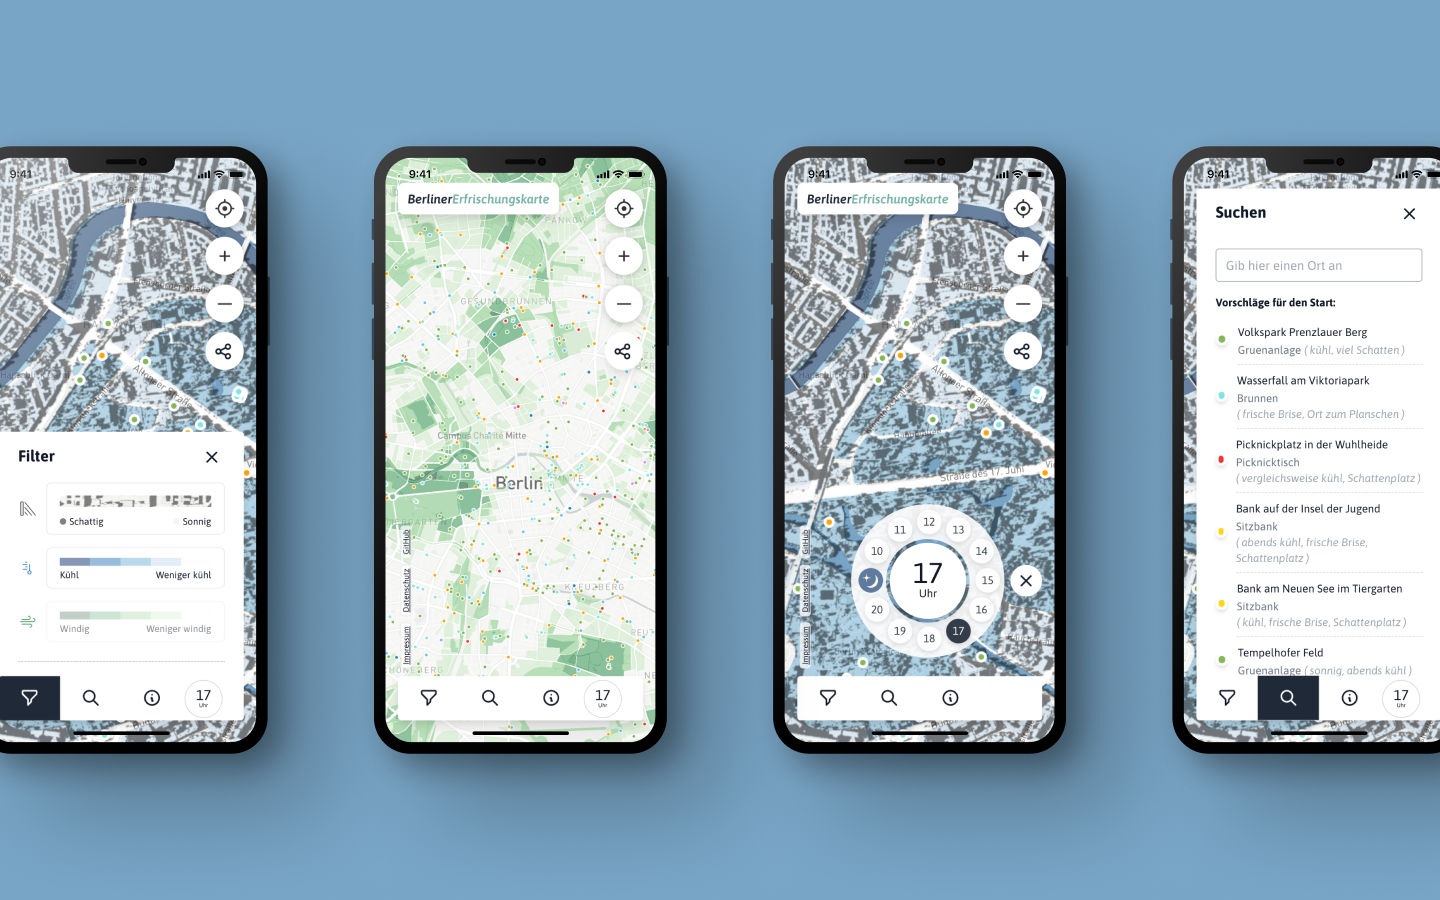 9:41
Filter
Schattig
Sonnig
Kühl
Weniger kühl
Windig
Weniger windig
17
Uhr
9:41
BerlinerErfrischungskarte
PANKOW
GESUNDBRUNNEN
Campus Charité Mitte
MITTE
Berlin
TIERGARTEN
KREUZBERG
GitHub
Datenschutz
Impressum
17
Uhr
9:41
BerlinerErfrischungskarte
Altonaer Straße
Straße des 17. Juni
GitHub
Datenschutz
Impressum
12
13
14
15
16
17
18
19
20
10
11
17
Uhr
9:41
Suchen
Gib hier einen Ort an
Vorschläge für den Start:
Volkspark Prenzlauer Berg
Gruenanlage ( kühl, viel Schatten )
Wasserfall am Viktoriapark
Brunnen
( frische Brise, Ort zum Planschen )
Picknickplatz in der Wuhlheide
Picknicktisch
( vergleichsweise kühl, Schattenplatz )
Bank auf der Insel der Jugend
Sitzbank
( abends kühl, frische Brise,
Schattenplatz )
Bank am Neuen See im Tiergarten
Sitzbank
( kühl, frische Brise, Schattenplatz )
Tempelhofer Feld
Gruenanlage ( sonnig, abends kühl )
17
Uhr